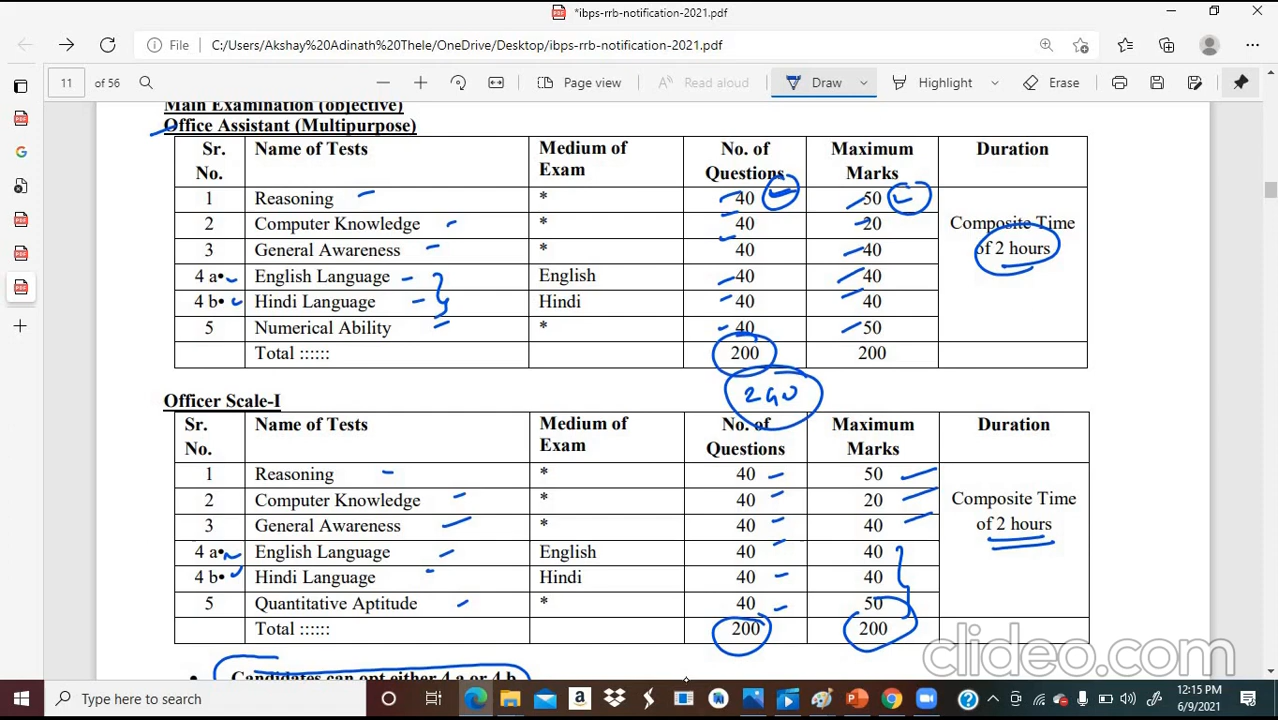 *ibps-rrb-notification-2021.pdf
File C:/Users/Akshay%20Adinath%20Thele/OneDrive/Desktop/ibps-rrb-notification-2021.pdf
11 of 56 Page view Read aloud Draw Highlight Erase
Main Examination (objective)
Office Assistant (Multipurpose)
Sr. No. Name of Tests Medium of Exam No. of Questions Maximum Marks Duration
1 Reasoning * 40 50 Composite Time of 2 hours
2 Computer Knowledge * 40 20
3 General Awareness * 40 40
4 a• English Language English 40 40
4 b• Hindi Language Hindi 40 40
5 Numerical Ability * 40 50
Total :::::: 200 200
240
Officer Scale-I
Sr. No. Name of Tests Medium of Exam No. of Questions Maximum Marks Duration
1 Reasoning * 40 50 Composite Time of 2 hours
2 Computer Knowledge * 40 20
3 General Awareness * 40 40
4 a• English Language English 40 40
4 b• Hindi Language Hindi 40 40
5 Quantitative Aptitude * 40 50
Total :::::: 200 200
• Candidates can opt either 4 a or 4 b
clideo.com
Type here to search
12:15 PM
6/9/2021